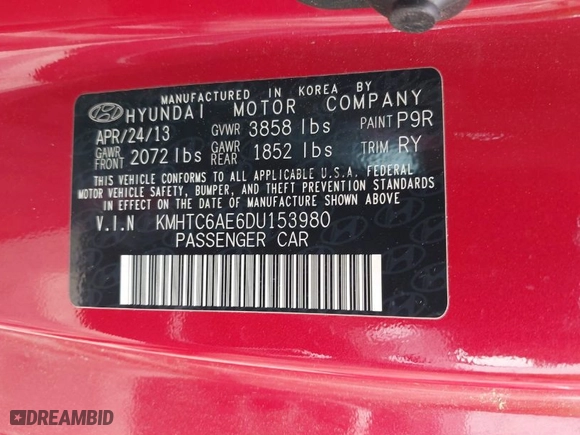 MANUFACTURED IN KOREA BY
HYUNDAI MOTOR COMPANY
APR/24/13 GVWR 3858 lbs PAINT P9R
GAWR FRONT 2072 lbs GAWR REAR 1852 lbs TRIM RY
THIS VEHICLE CONFORMS TO ALL APPLICABLE U.S.A. FEDERAL
MOTOR VEHICLE SAFETY, BUMPER, AND THEFT PREVENTION STANDARDS
IN EFFECT ON THE DATE OF MANUFACTURE SHOWN ABOVE
V.I.N KMHTC6AE6DU153980
PASSENGER CAR
DREAMBID